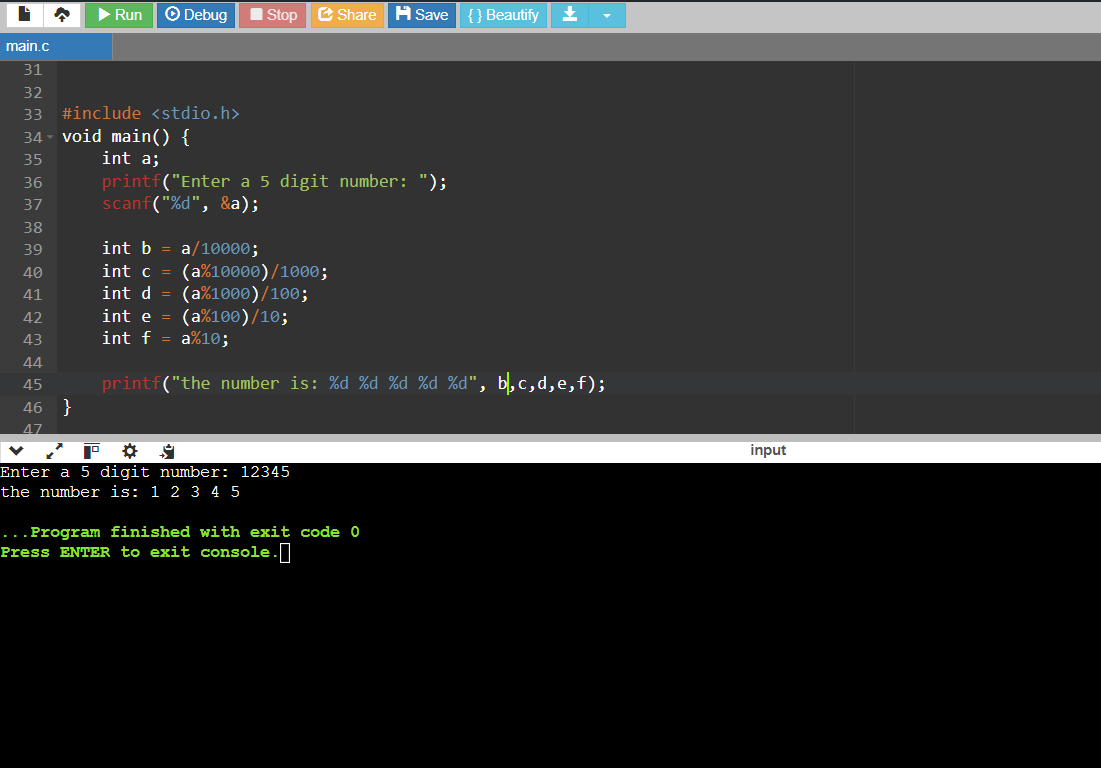 Run Debug Stop Share Save { } Beautify
main.c
31
32
33 #include <stdio.h>
34 void main() {
35     int a;
36     printf("Enter a 5 digit number: ");
37     scanf("%d", &a);
38
39     int b = a/10000;
40     int c = (a%10000)/1000;
41     int d = (a%1000)/100;
42     int e = (a%100)/10;
43     int f = a%10;
44
45     printf("the number is: %d %d %d %d %d", b,c,d,e,f);
46 }
47
input
Enter a 5 digit number: 12345
the number is: 1 2 3 4 5
...Program finished with exit code 0
Press ENTER to exit console.